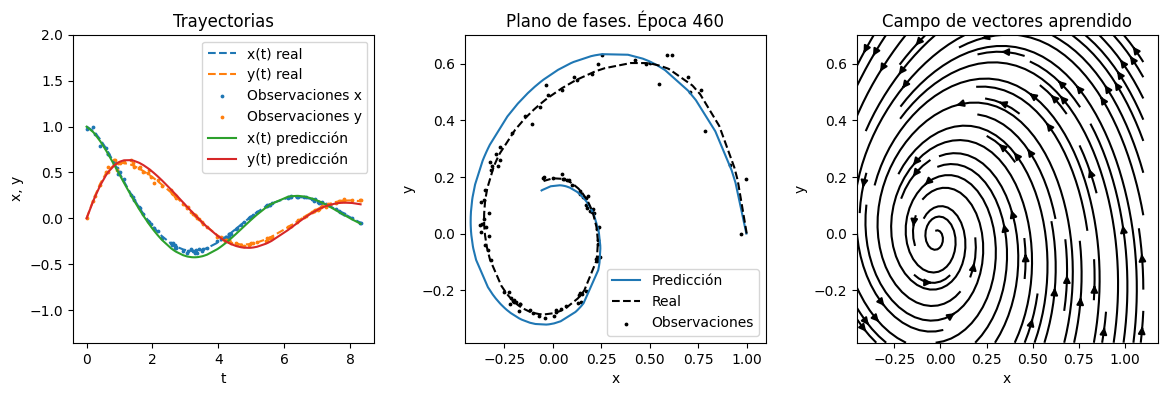 Trayectorias
2.0
1.5
1.0
0.5
0.0
−0.5
−1.0
x, y
0
2
4
6
8
t
x(t) real
y(t) real
Observaciones x
Observaciones y
x(t) predicción
y(t) predicción
Plano de fases. Época 460
0.6
0.4
0.2
0.0
−0.2
y
−0.25
0.00
0.25
0.50
0.75
1.00
x
Predicción
Real
Observaciones
Campo de vectores aprendido
0.6
0.4
0.2
0.0
−0.2
y
−0.25
0.00
0.25
0.50
0.75
1.00
x